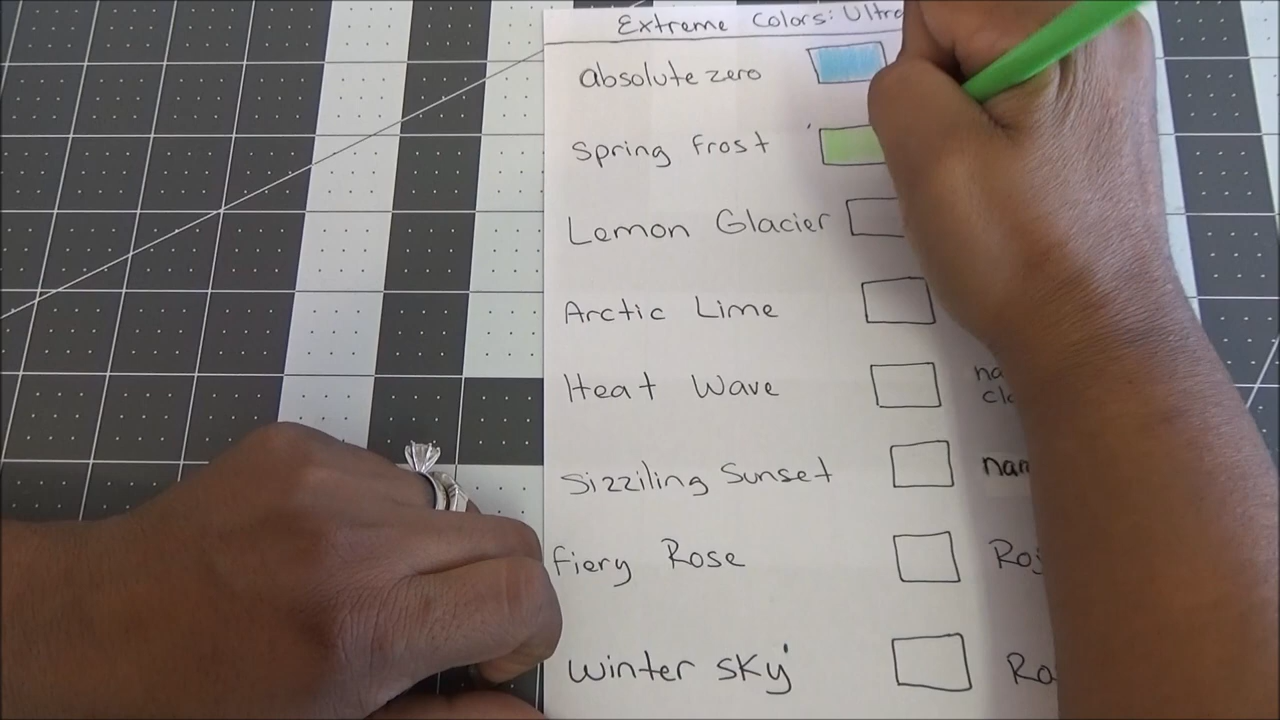 Extreme Colors: Ultra
absolute zero
spring frost
Lemon Glacier
Arctic Lime
Heat Wave
Sizziling Sunset
fiery Rose
winter sky